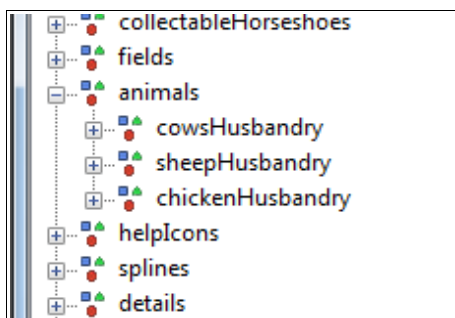 collectableHorseshoes
fields
animals
cowsHusbandry
sheepHusbandry
chickenHusbandry
helpIcons
splines
details